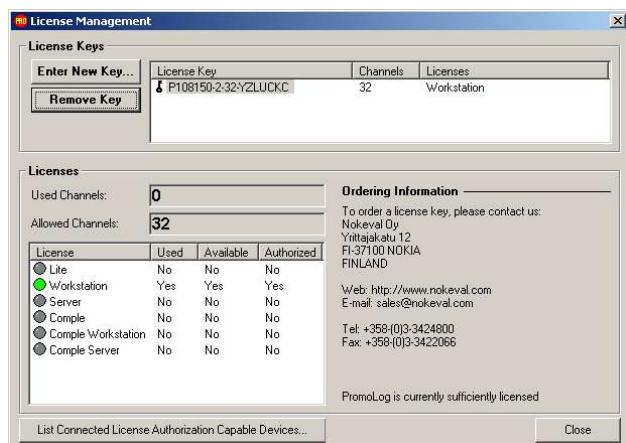 PRO License Management
License Keys
Enter New Key...
Remove Key
License Key Channels Licenses
P108150-2-32-YZLUCKC 32 Workstation
Licenses
Used Channels: 0
Allowed Channels: 32
License Used Available Authorized
Lite No No No
Workstation Yes Yes Yes
Server No No No
Comple No No No
Comple Workstation No No No
Comple Server No No No
Ordering Information
To order a license key, please contact us:
Nokeval Oy
Yrittajakatu 12
FI-37100 NOKIA
FINLAND
Web: http://www.nokeval.com
E-mail: sales@nokeval.com
Tel: +358-(0)3-3424800
Fax: +358-(0)3-3422066
PromoLog is currently sufficiently licensed
List Connected License Authorization Capable Devices...
Close